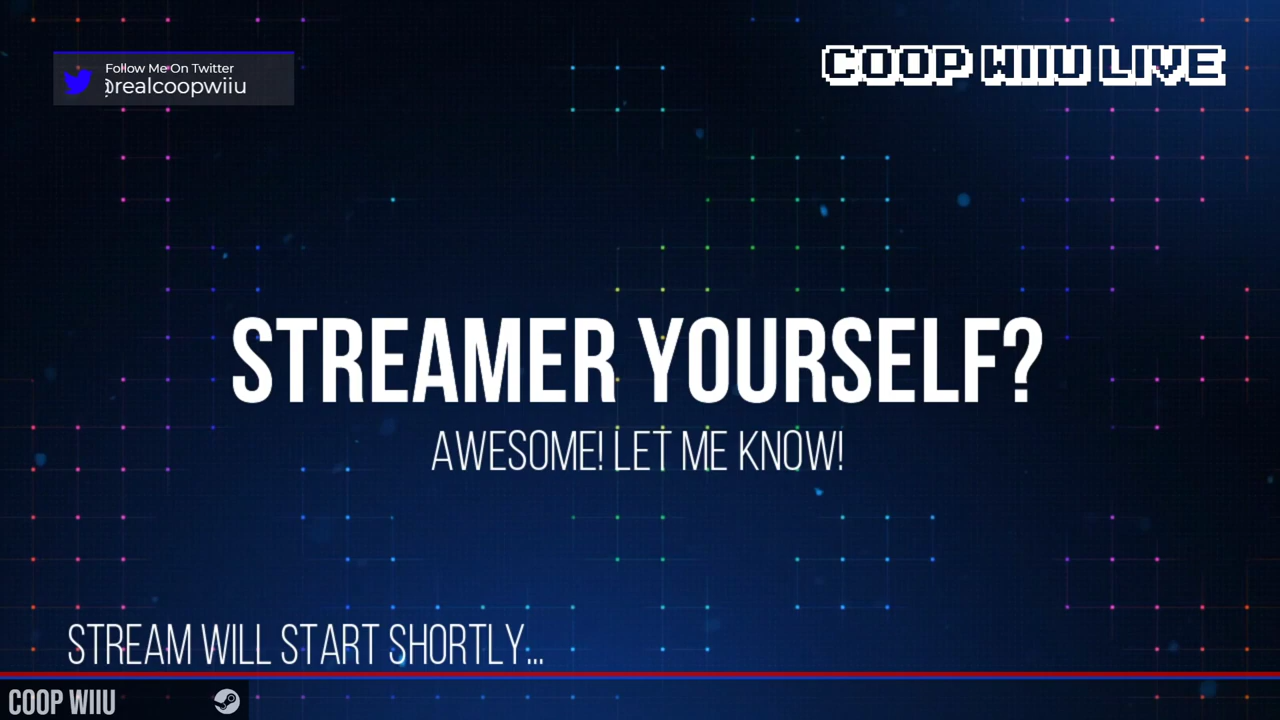 Follow Me On Twitter
@realcoopwiiu
COOP WIIU LIVE
STREAMER YOURSELF?
AWESOME! LET ME KNOW!
STREAM WILL START SHORTLY...
COOP WIIU